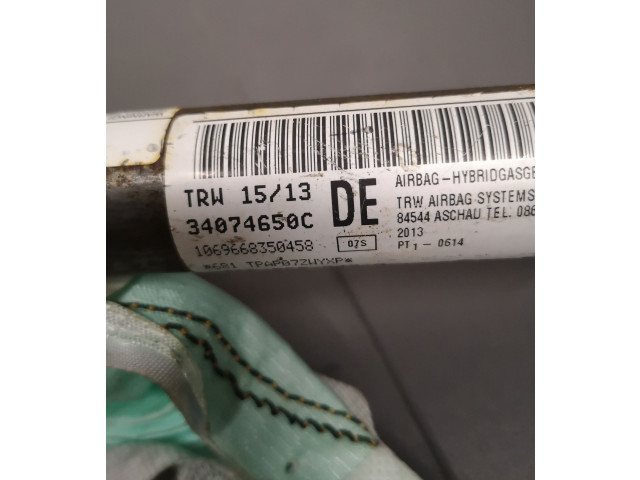 TRW 15/13
34074650C
1069668350458
DE
07S
AIRBAG-HYBRIDGASGE
TRW AIRBAG SYSTEMS
84544 ASCHAU TEL. 086
2013
PT1 - 0614